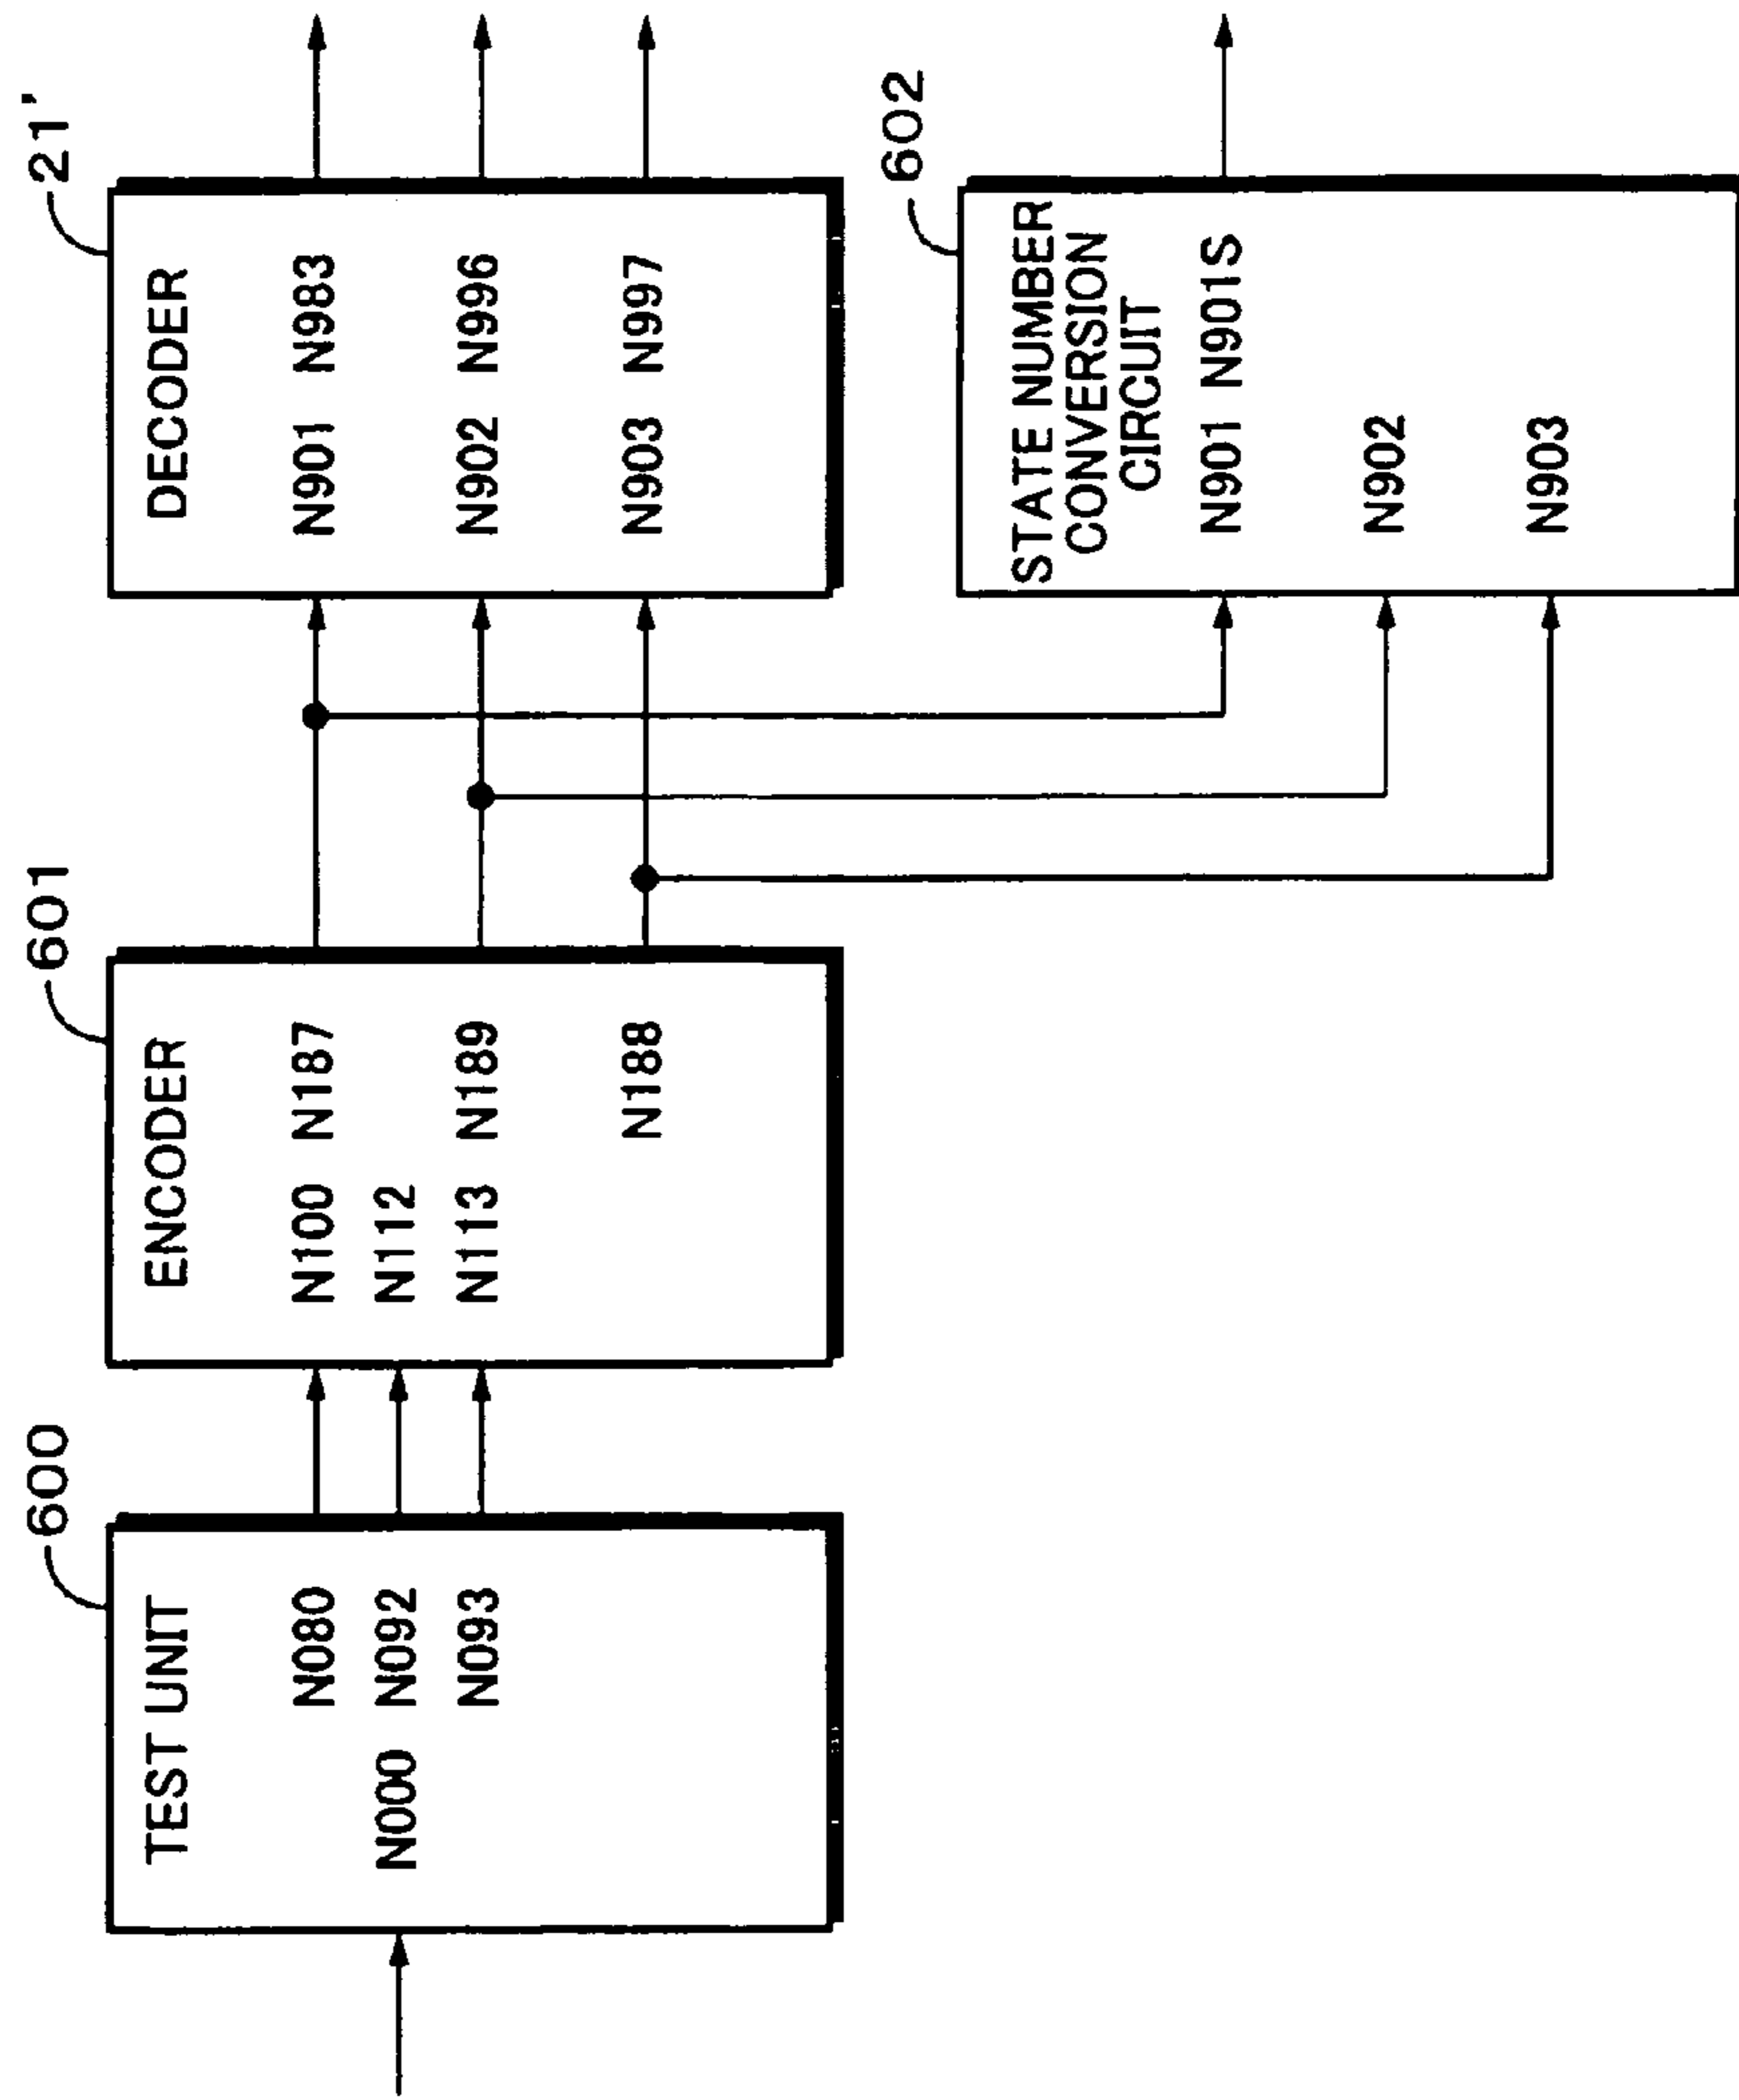 600
TEST UNIT
N080
N000 N092
N093
601
ENCODER
N100 N187
N112
N113 N189
N188
21'
DECODER
N901 N983
N902 N996
N903 N997
602
STATE NUMBER
CONVERSION
CIRCUIT
N901 N901S
N902
N903